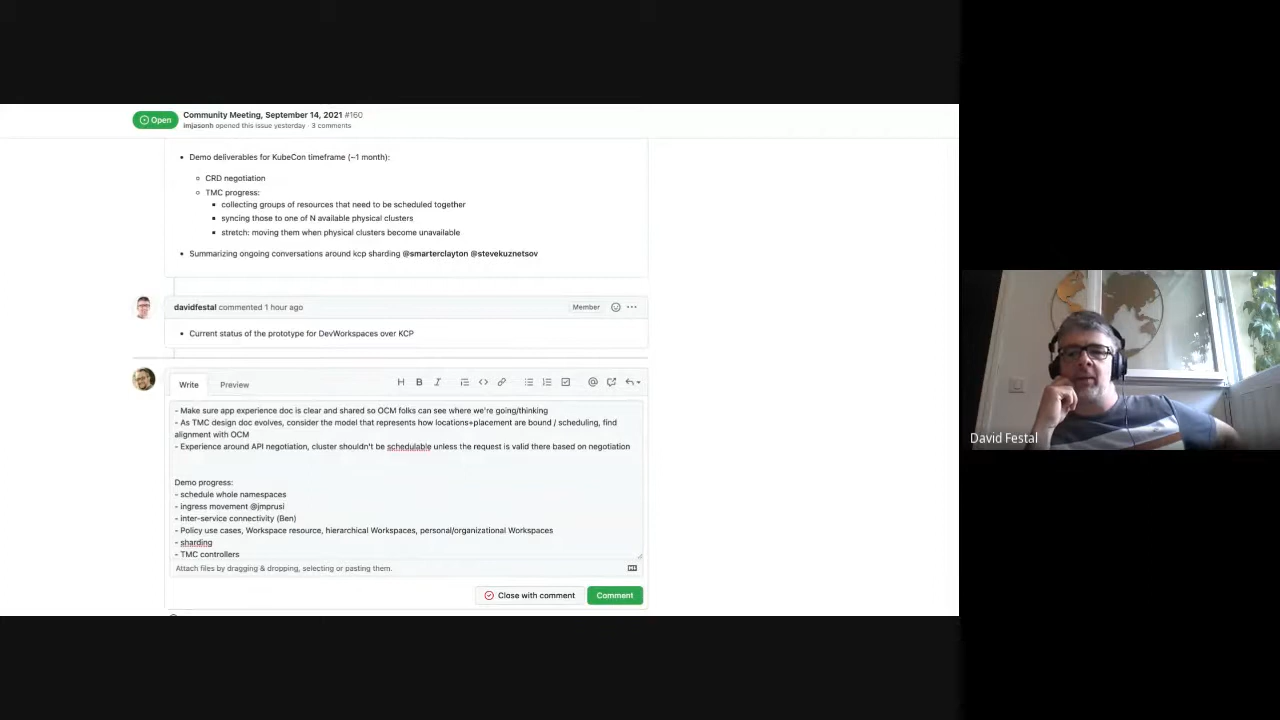 Open
Community Meeting, September 14, 2021 #160
imjasonh opened this issue yesterday · 3 comments
• Demo deliverables for KubeCon timeframe (~1 month):
CRD negotiation
TMC progress:
collecting groups of resources that need to be scheduled together
syncing those to one of N available physical clusters
stretch: moving them when physical clusters become unavailable
• Summarizing ongoing conversations around kcp sharding @smarterclayton @stevekuznetsov
davidfestal commented 1 hour ago
Member
• Current status of the prototype for DevWorkspaces over KCP
Write
Preview
- Make sure app experience doc is clear and shared so OCM folks can see where we're going/thinking
- As TMC design doc evolves, consider the model that represents how locations+placement are bound / scheduling, find
alignment with OCM
- Experience around API negotiation, cluster shouldn't be schedulable unless the request is valid there based on negotiation
Demo progress:
- schedule whole namespaces
- ingress movement @jmprusi
- inter-service connectivity (Ben)
- Policy use cases, Workspace resource, hierarchical Workspaces, personal/organizational Workspaces
- sharding
- TMC controllers
Attach files by dragging & dropping, selecting or pasting them.
Close with comment
Comment
David Festal